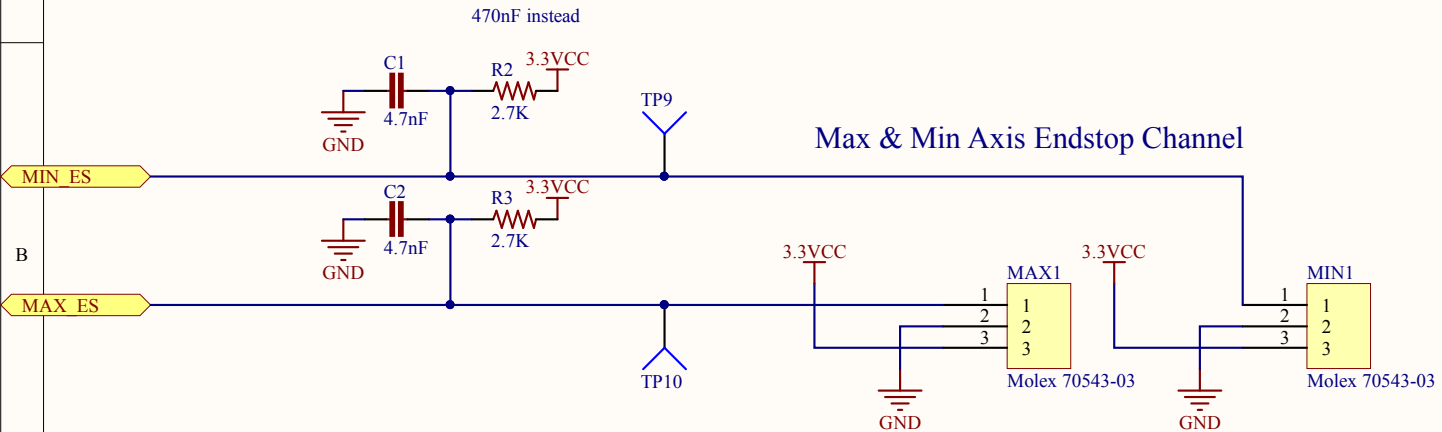 470nF instead
C1
4.7nF
GND
R2
2.7K
3.3VCC
TP9
Max & Min Axis Endstop Channel
MIN_ES
C2
4.7nF
GND
R3
2.7K
3.3VCC
B
MAX_ES
TP10
3.3VCC
MAX1
1 1
2 2
3 3
Molex 70543-03
GND
3.3VCC
MIN1
1 1
2 2
3 3
Molex 70543-03
GND